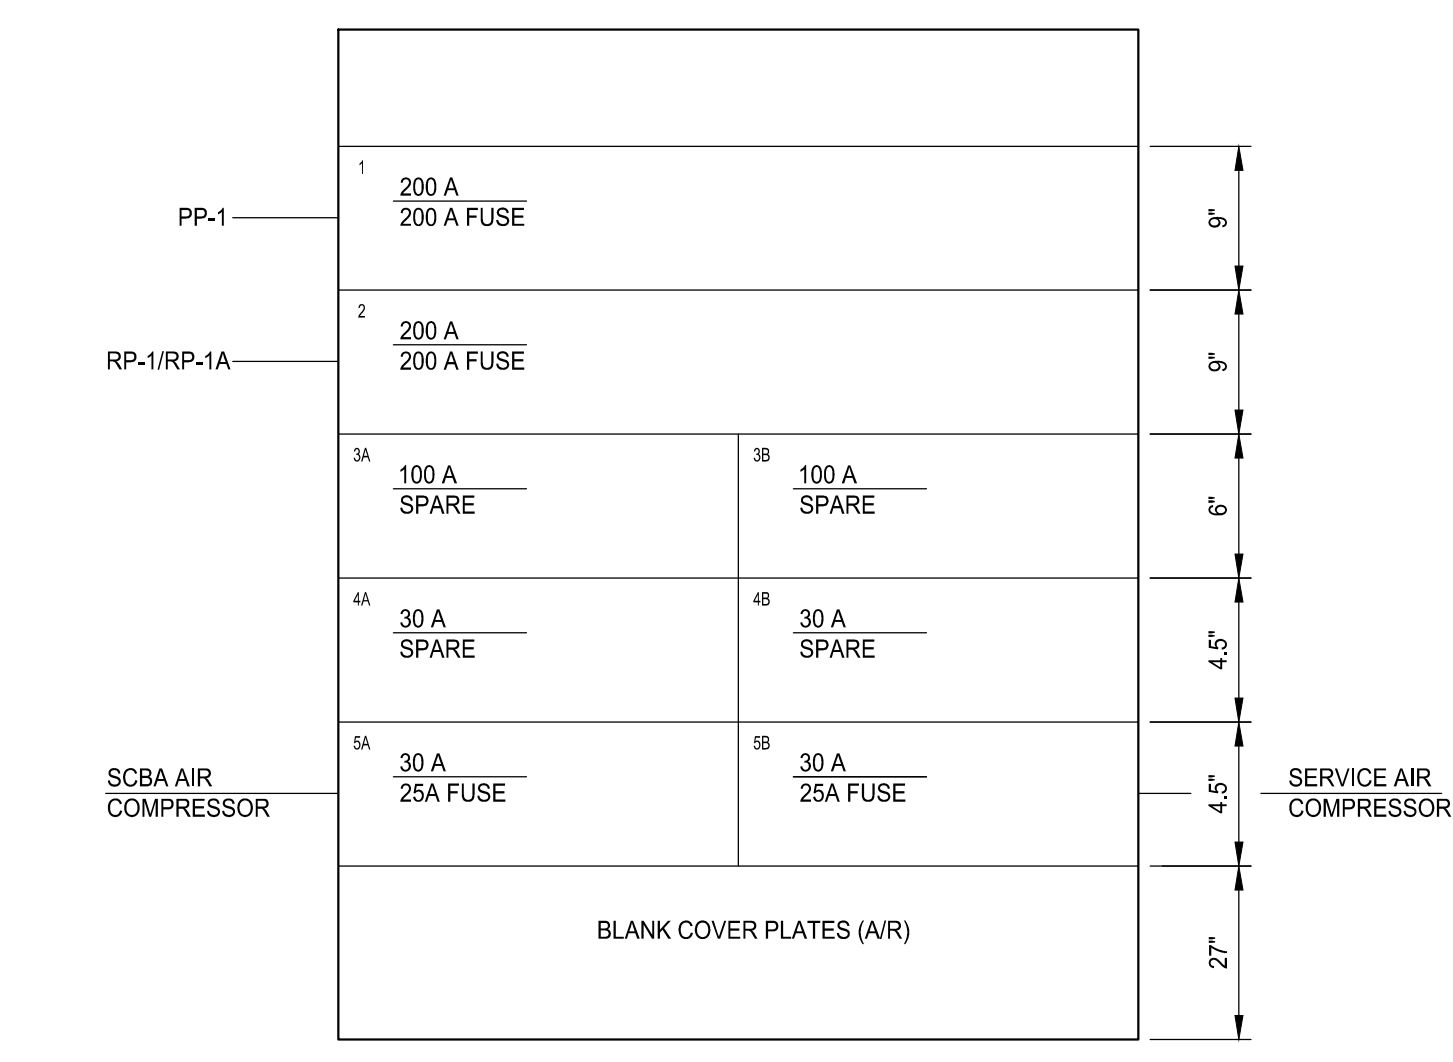 1
200 A
200 A FUSE
PP-1
9"
2
200 A
200 A FUSE
RP-1/RP-1A
9"
3A
100 A
SPARE
3B
100 A
SPARE
6"
4A
30 A
SPARE
4B
30 A
SPARE
4.5"
5A
30 A
25A FUSE
5B
30 A
25A FUSE
SCBA AIR
COMPRESSOR
4.5"
SERVICE AIR
COMPRESSOR
BLANK COVER PLATES (A/R)
27"